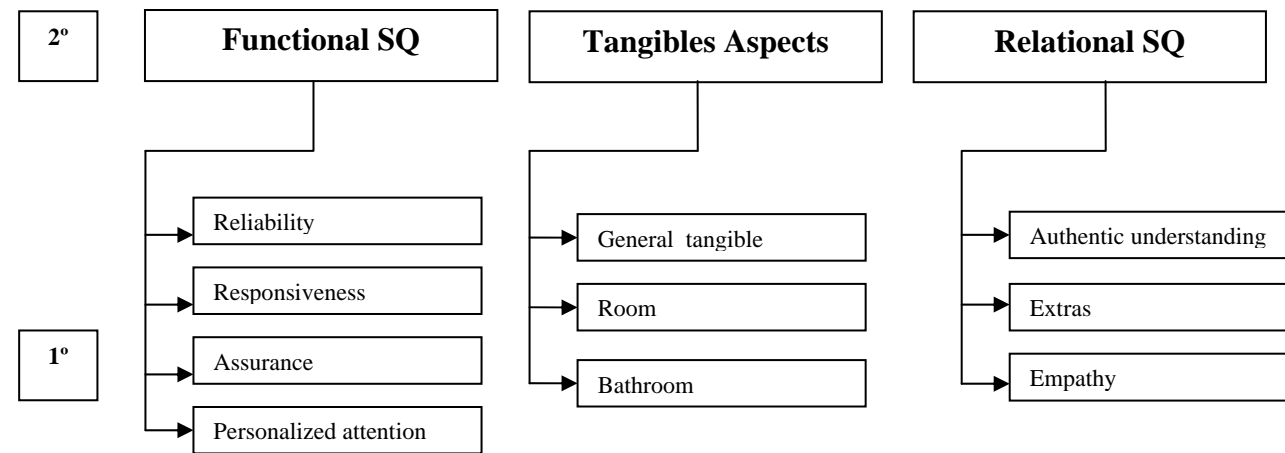 2º
Functional SQ
Tangibles Aspects
Relational SQ
Reliability
Responsiveness
Assurance
Personalized attention
General tangible
Room
Bathroom
Authentic understanding
Extras
Empathy
1º